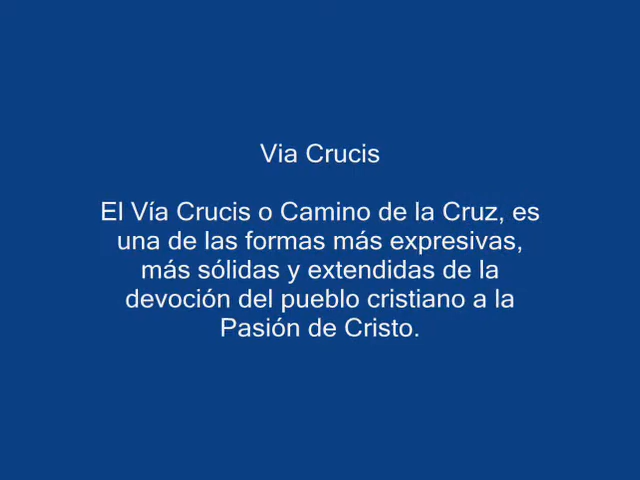 Via Crucis
El Vía Crucis o Camino de la Cruz, es
una de las formas más expresivas,
más sólidas y extendidas de la
devoción del pueblo cristiano a la
Pasión de Cristo.